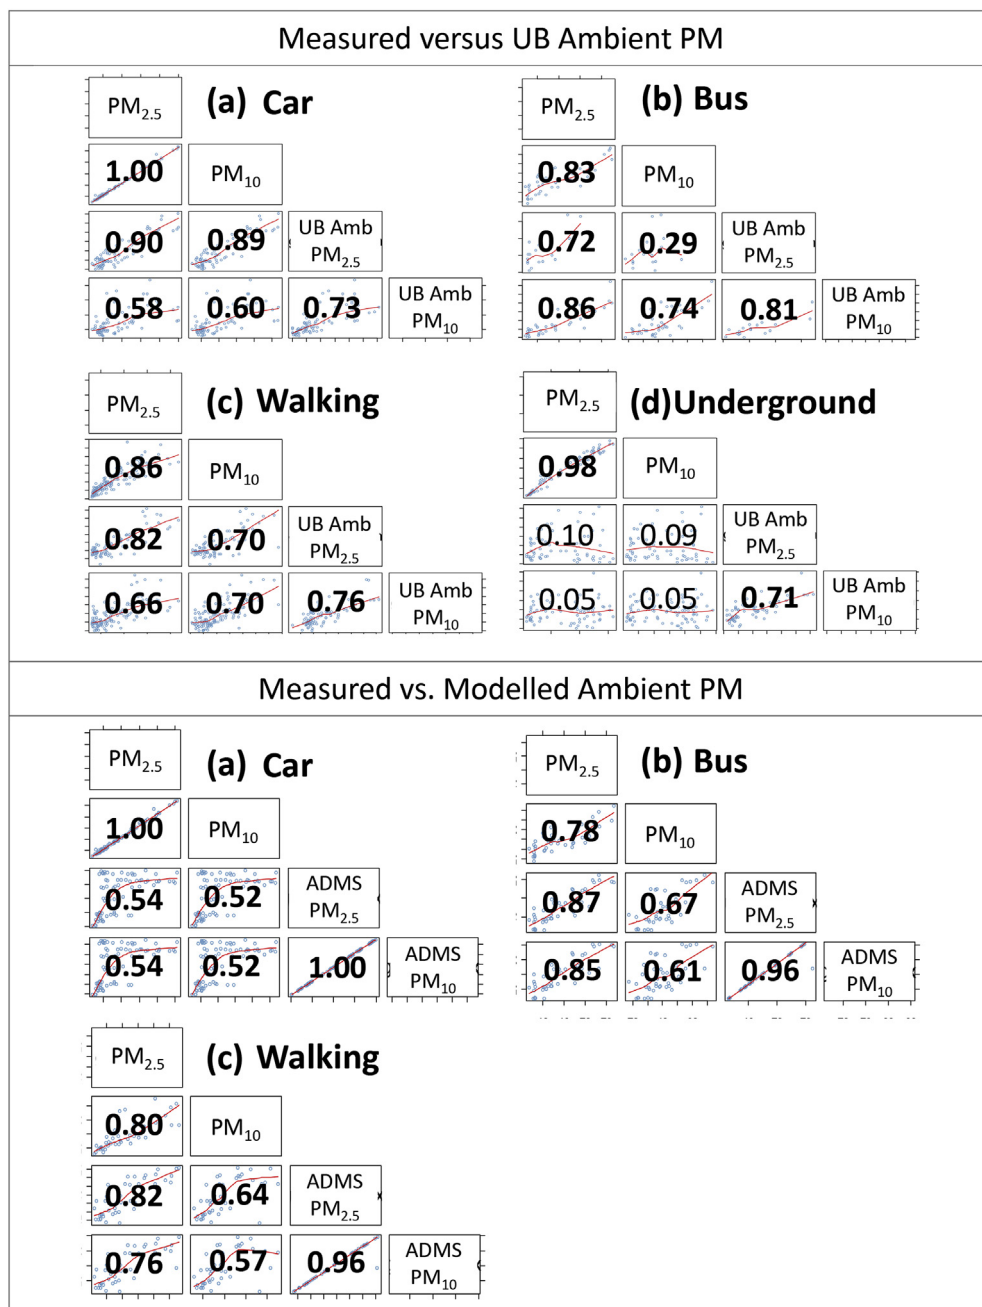 Measured versus UB Ambient PM
PM2.5
(a) Car
1.00
PM10
0.90
0.89
UB Amb
PM2.5
0.58
0.60
0.73
UB Amb
PM10
PM2.5
(b) Bus
0.83
PM10
0.72
0.29
UB Amb
PM2.5
0.86
0.74
0.81
UB Amb
PM10
PM2.5
(c) Walking
0.86
PM10
0.82
0.70
UB Amb
PM2.5
0.66
0.70
0.76
UB Amb
PM10
PM2.5
(d)Underground
0.98
PM10
0.10
0.09
UB Amb
PM2.5
0.05
0.05
0.71
UB Amb
PM10
Measured vs. Modelled Ambient PM
PM2.5
(a) Car
1.00
PM10
0.54
0.52
ADMS
PM2.5
0.54
0.52
1.00
ADMS
PM10
PM2.5
(b) Bus
0.78
PM10
0.87
0.67
ADMS
PM2.5
0.85
0.61
0.96
ADMS
PM10
PM2.5
(c) Walking
0.80
PM10
0.82
0.64
ADMS
PM2.5
0.76
0.57
0.96
ADMS
PM10